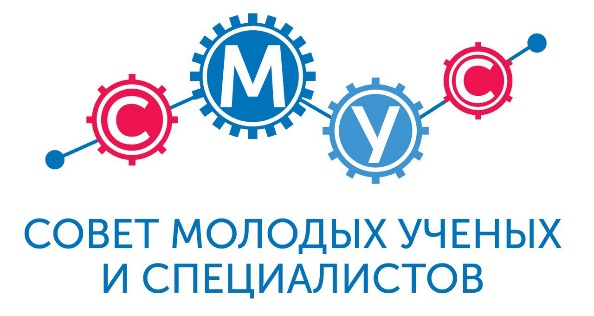 СМУС
СОВЕТ МОЛОДЫХ УЧЕНЫХ
И СПЕЦИАЛИСТОВ